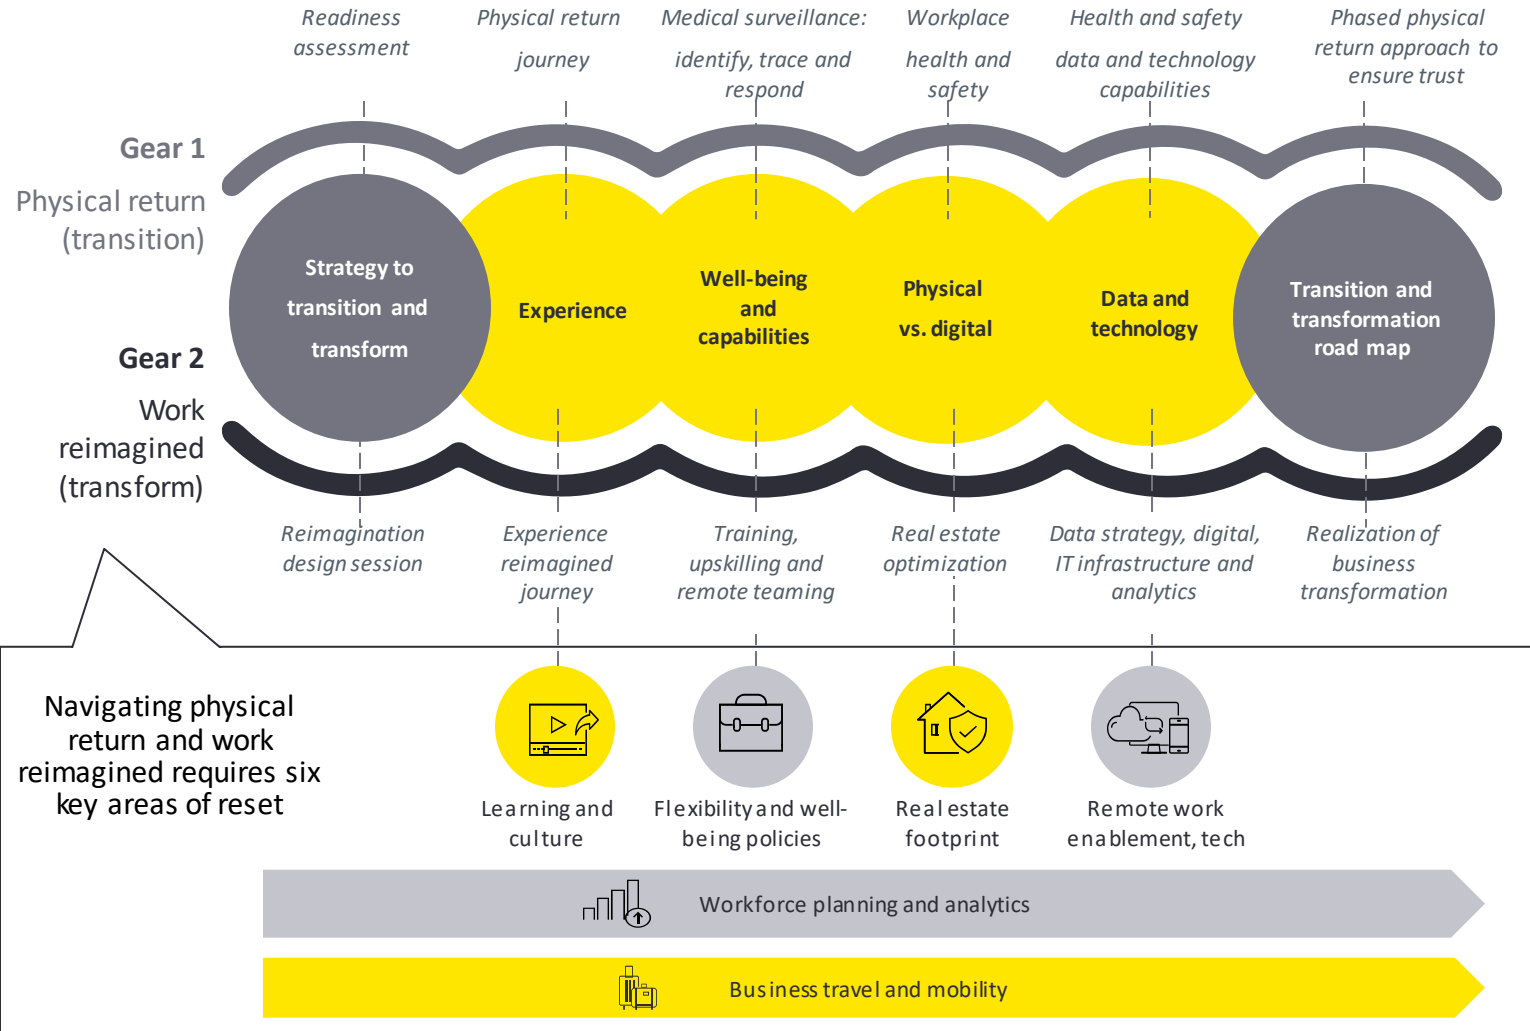 Readiness
assessment
Physical return
journey
Medical surveillance:
identify, trace and
respond
Workplace
health and
safety
Health and safety
data and technology
capabilities
Phased physical
return approach to
ensure trust
Gear 1
Physical return
(transition)
Gear 2
Work
reimagined
(transform)
Strategy to
transition and
transform
Experience
Well-being
and
capabilities
Physical
vs. digital
Data and
technology
Transition and
transformation
road map
Reimagination
design session
Experience
reimagined
journey
Training,
upskilling and
remote teaming
Real estate
optimization
Data strategy, digital,
IT infrastructure and
analytics
Realization of
business
transformation
Navigating physical
return and work
reimagined requires six
key areas of reset
Learning and
culture
Flexibility and well-
being policies
Real estate
footprint
Remote work
enablement, tech
Workforce planning and analytics
Business travel and mobility